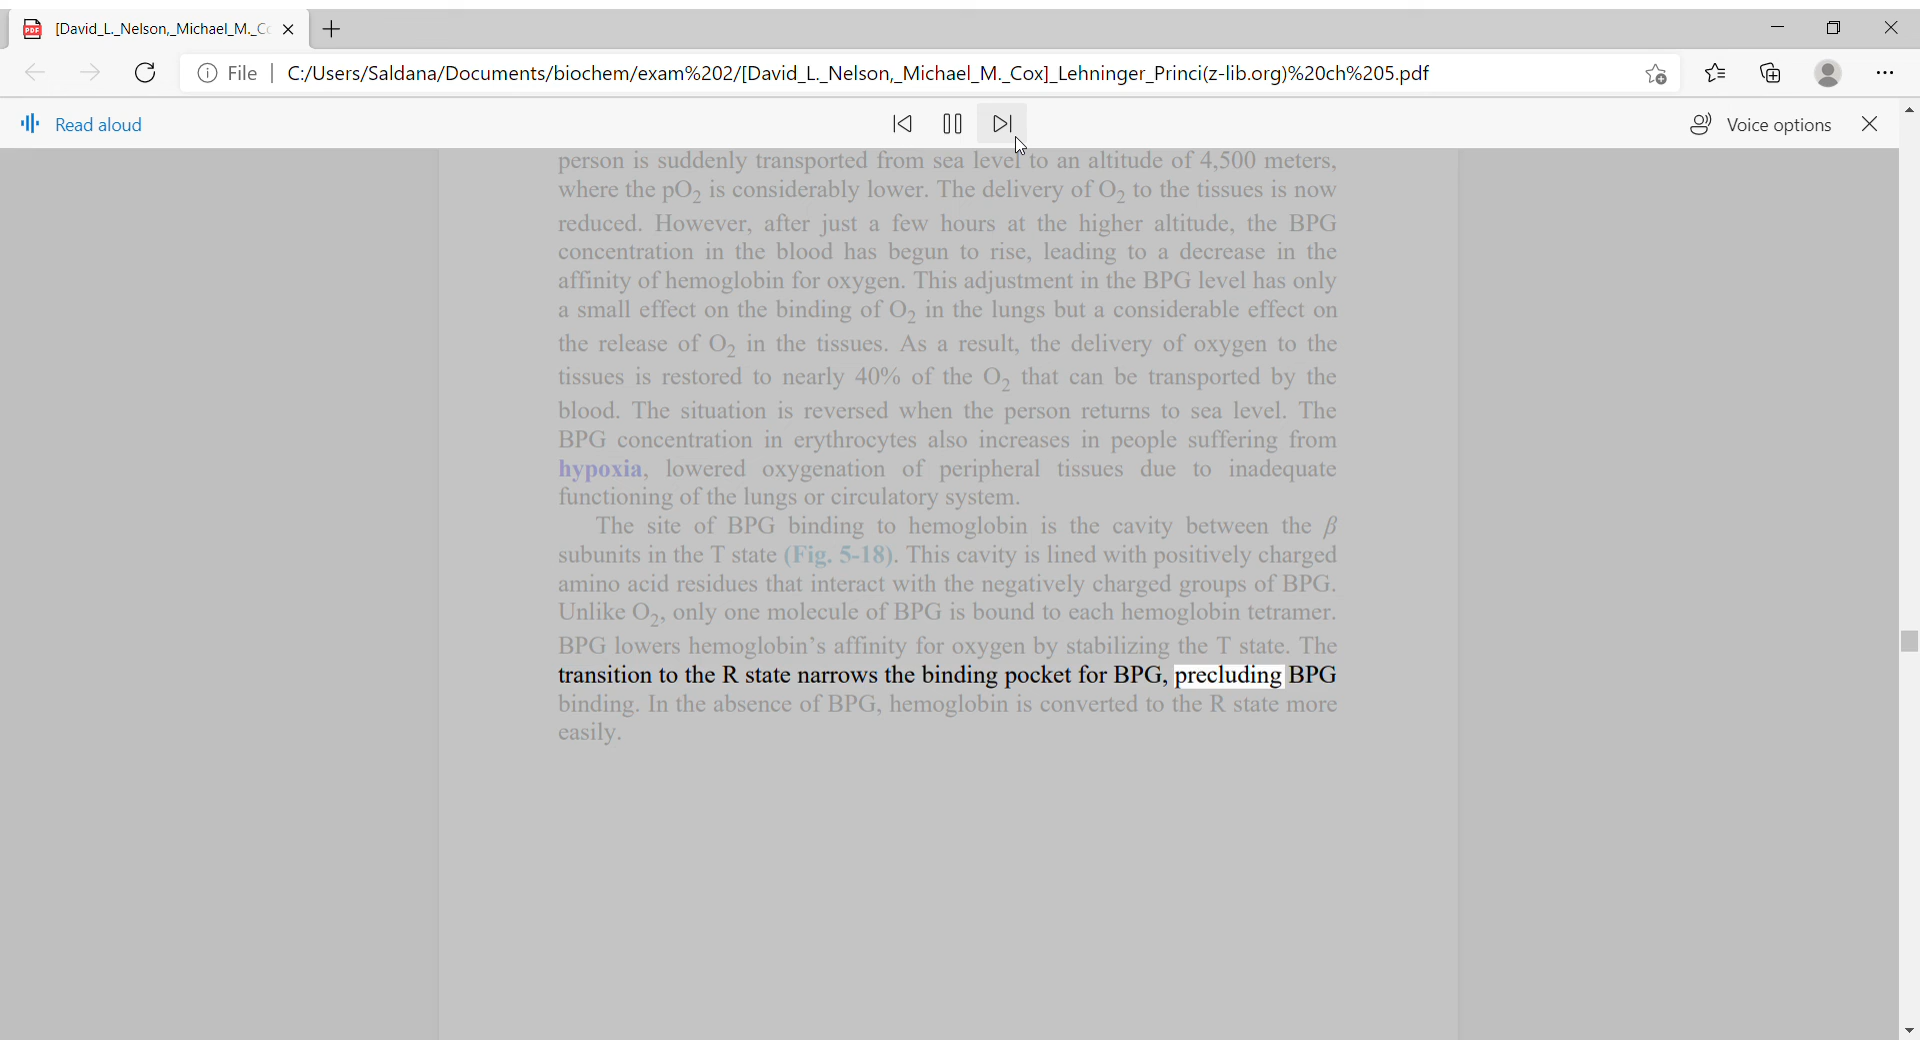 [David_L._Nelson,_Michael_M._Co
File
C:/Users/Saldana/Documents/biochem/exam%202/[David_L._Nelson,_Michael_M._Cox]_Lehninger_Princi(z-lib.org)%20ch%205.pdf
Read aloud
Voice options
person is suddenly transported from sea level to an altitude of 4,500 meters,
where the pO₂ is considerably lower. The delivery of O₂ to the tissues is now
reduced. However, after just a few hours at the higher altitude, the BPG
concentration in the blood has begun to rise, leading to a decrease in the
affinity of hemoglobin for oxygen. This adjustment in the BPG level has only
a small effect on the binding of O₂ in the lungs but a considerable effect on
the release of O₂ in the tissues. As a result, the delivery of oxygen to the
tissues is restored to nearly 40% of the O₂ that can be transported by the
blood. The situation is reversed when the person returns to sea level. The
BPG concentration in erythrocytes also increases in people suffering from
hypoxia, lowered oxygenation of peripheral tissues due to inadequate
functioning of the lungs or circulatory system.
The site of BPG binding to hemoglobin is the cavity between the β
subunits in the T state (Fig. 5-18). This cavity is lined with positively charged
amino acid residues that interact with the negatively charged groups of BPG.
Unlike O₂, only one molecule of BPG is bound to each hemoglobin tetramer.
BPG lowers hemoglobin’s affinity for oxygen by stabilizing the T state. The
transition to the R state narrows the binding pocket for BPG, precluding BPG
binding. In the absence of BPG, hemoglobin is converted to the R state more
easily.